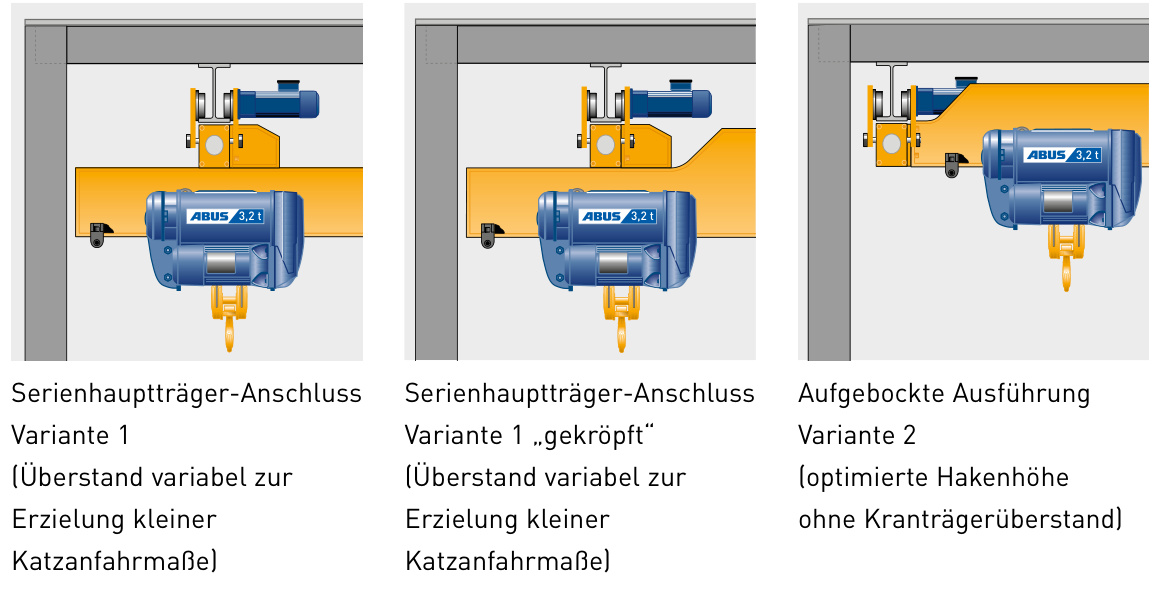 ABUS 3,2 t
ABUS 3,2 t
ABUS 3,2 t
Serienhauptträger-Anschluss
Variante 1
(Überstand variabel zur
Erzielung kleiner
Katzanfahrmaße)
Serienhauptträger-Anschluss
Variante 1 „gekröpft“
(Überstand variabel zur
Erzielung kleiner
Katzanfahrmaße)
Aufgebockte Ausführung
Variante 2
(optimierte Hakenhöhe
ohne Kranträgerüberstand)